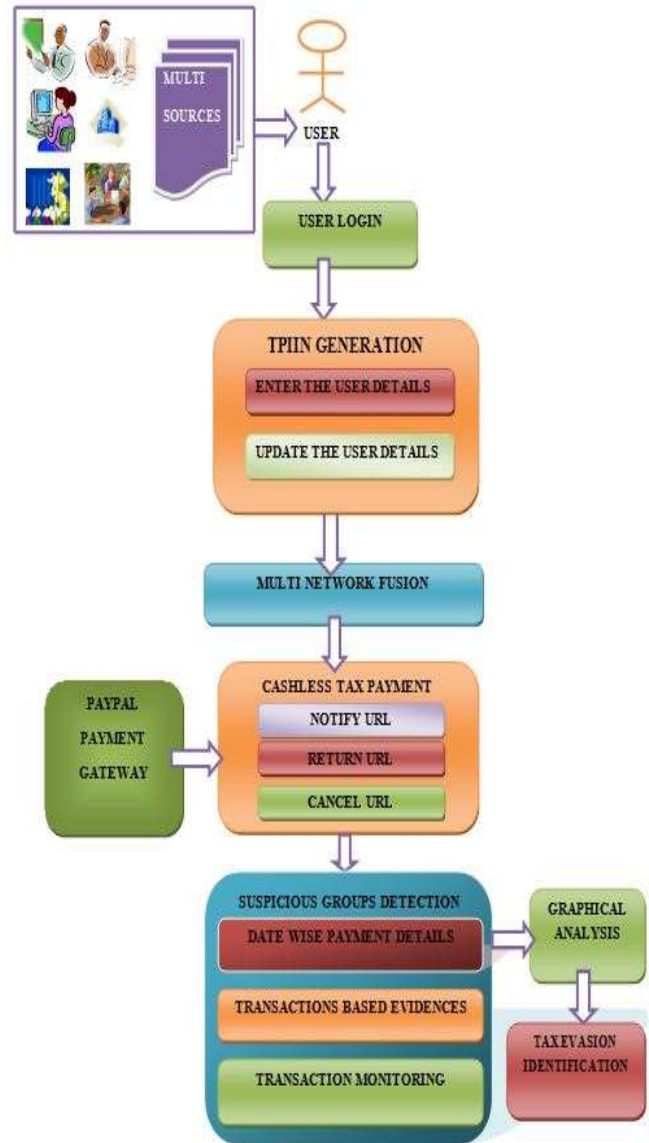 MULTI
SOURCES
USER
USER LOGIN
TPIIN GENERATION
ENTER THE USER DETAILS
UPDATE THE USER DETAILS
MULTI NETWORK FUSION
PAYPAL
PAYMENT
GATEWAY
CASHLESS TAX PAYMENT
NOTIFY URL
RETURN URL
CANCEL URL
SUSPICIOUS GROUPS DETECTION
DATE WISE PAYMENT DETAILS
TRANSACTIONS BASED EVIDENCES
TRANSACTION MONITORING
GRAPHICAL
ANALYSIS
TAX EVASION
IDENTIFICATION